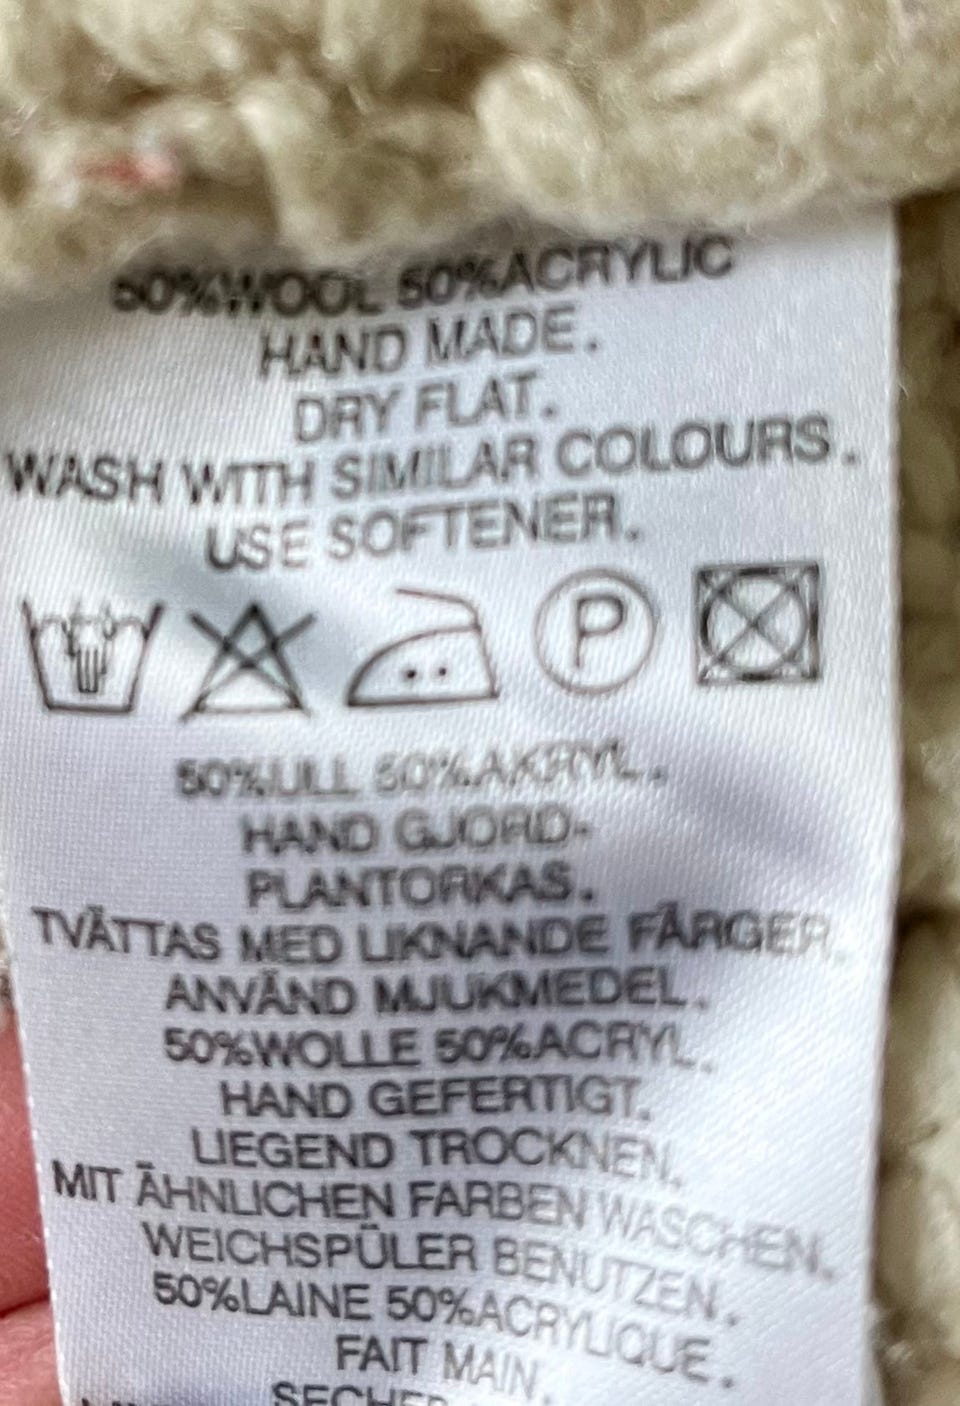 50%WOOL 50%ACRYLIC
HAND MADE.
DRY FLAT.
WASH WITH SIMILAR COLOURS.
USE SOFTENER.
P
50%ULL 50%AKRYL.
HAND GJORD-
PLANTORKAS.
TVÄTTAS MED LIKNANDE FÄRGER.
ANVÄND MJUKMEDEL.
50%WOLLE 50%ACRYL.
HAND GEFERTIGT.
LIEGEND TROCKNEN.
MIT ÄHNLICHEN FARBEN WASCHEN.
WEICHSPÜLER BENUTZEN.
50%LAINE 50%ACRYLIQUE.
FAIT MAIN.